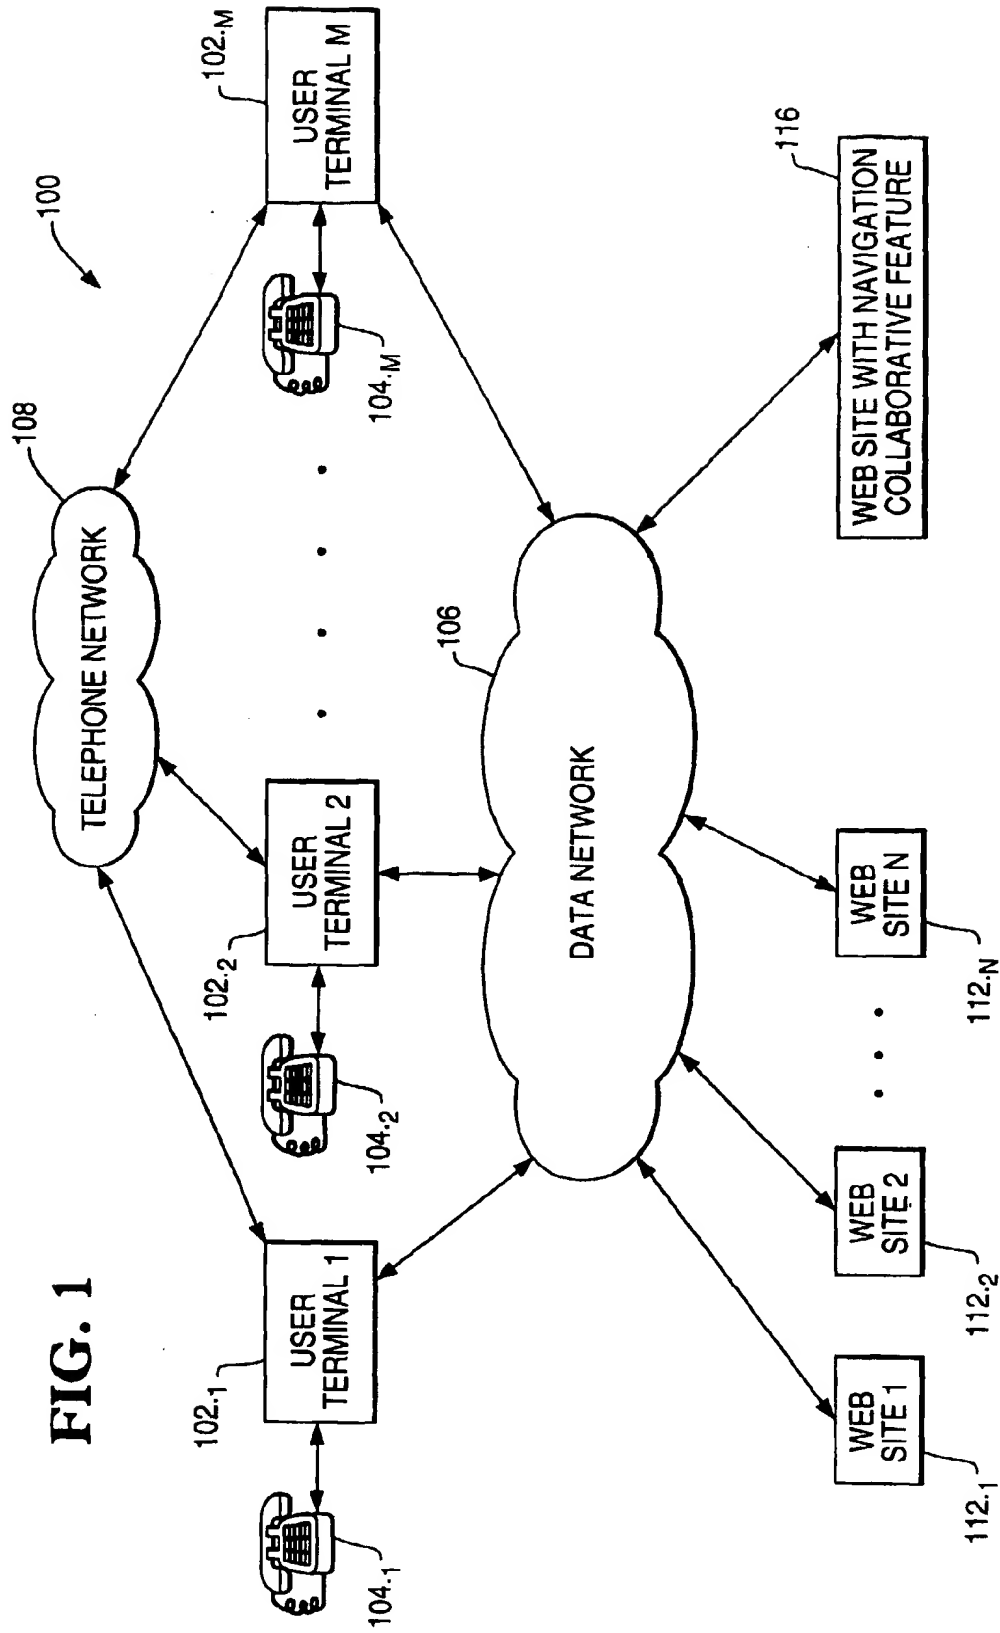 FIG. 1
100
108
TELEPHONE NETWORK
102.1
USER
TERMINAL 1
102.2
USER
TERMINAL 2
102.M
USER
TERMINAL M
104.1
104.2
104.M
106
DATA NETWORK
WEB
SITE 1
112.1
WEB
SITE 2
112.2
WEB
SITE N
112.N
116
WEB SITE WITH NAVIGATION
COLLABORATIVE FEATURE